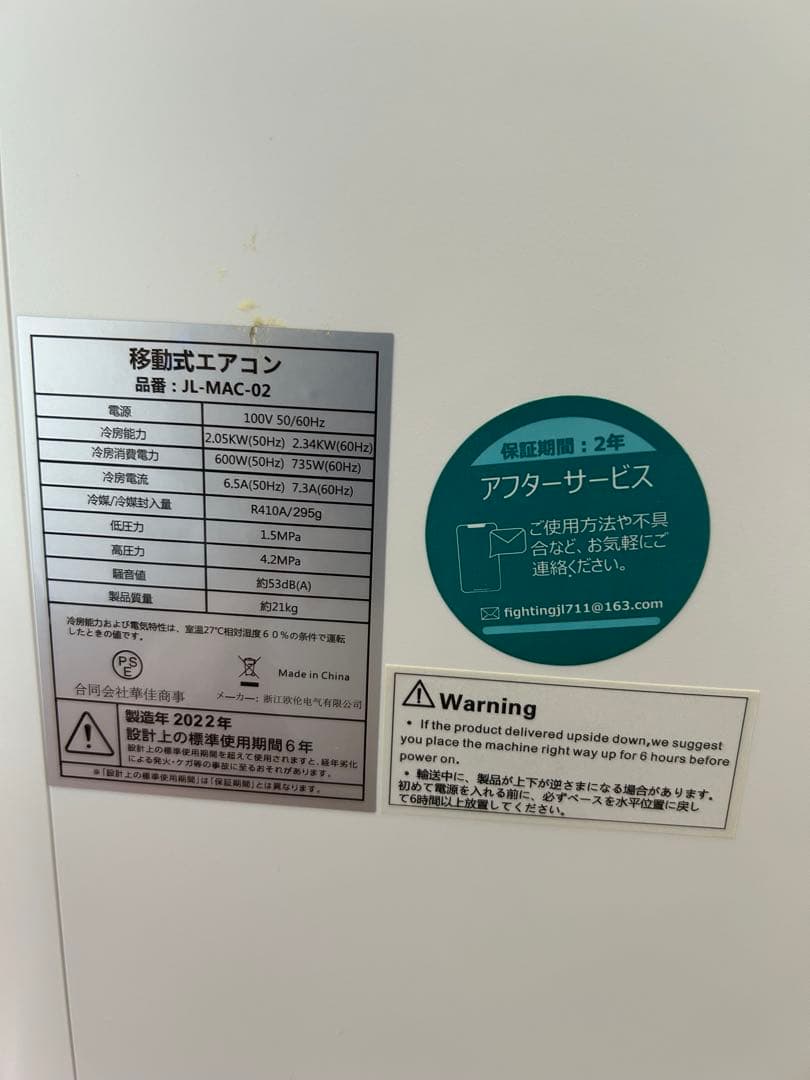 移動式エアコン
品番：JL-MAC-02
電源 100V 50/60Hz
冷房能力 2.05KW(50Hz) 2.34KW(60Hz)
冷房消費電力 600W(50Hz) 735W(60Hz)
冷房電流 6.5A(50Hz) 7.3A(60Hz)
冷媒/冷媒封入量 R410A/295g
低圧力 1.5MPa
高圧力 4.2MPa
騒音値 約53dB(A)
製品質量 約21kg
冷房能力および電気特性は、室温27℃相対湿度６０％の条件で運転
したときの値です。
PS
E
Made in China
合同会社華佳商事
メーカー：浙江欧伦电气有限公司
製造年 2022年
設計上の標準使用期間６年
設計上の標準使用期間を超えて使用されますと、経年劣化
による発火・ケガ等の事故に至るおそれがあります。
※「設計上の標準使用期間」は「保証期間」とは異なります。
保証期間：2年
アフターサービス
ご使用方法や不具
合など、お気軽にご
連絡ください。
fightingjl711@163.com
Warning
• If the product delivered upside down,we suggest
you place the machine right way up for 6 hours before
power on.
• 輸送中に、製品が上下が逆さまになる場合があります。
初めて電源を入れる前に、必ずベースを水平位置に戻し
て6時間以上放置してください。